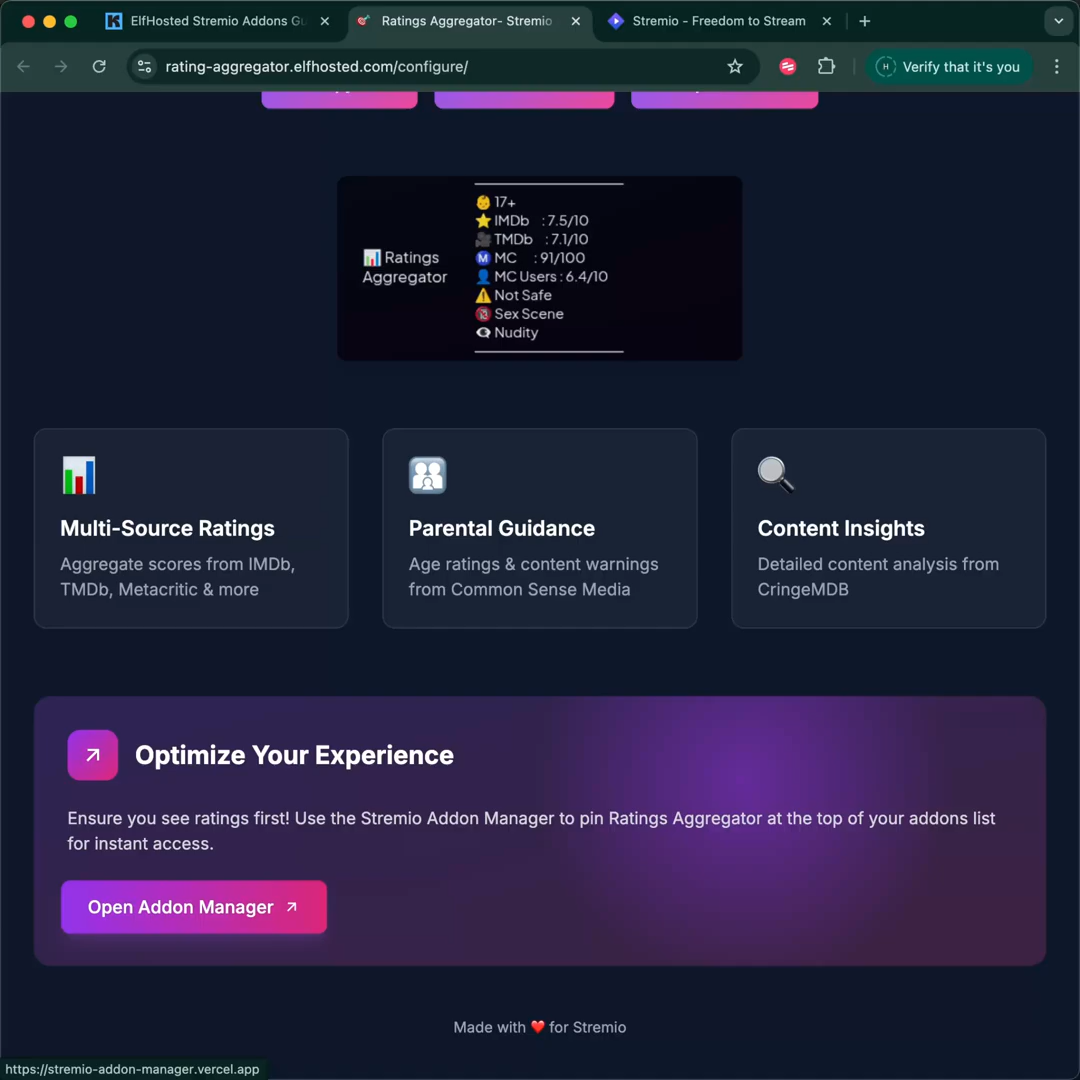 ElfHosted Stremio Addons Gu
Ratings Aggregator- Stremio
Stremio - Freedom to Stream
rating-aggregator.elfhosted.com/configure/
H
Verify that it's you
Ratings
Aggregator
17+
IMDb : 7.5/10
TMDb : 7.1/10
M MC : 91/100
MC Users : 6.4/10
Not Safe
Sex Scene
Nudity
Multi-Source Ratings
Aggregate scores from IMDb,
TMDb, Metacritic & more
Parental Guidance
Age ratings & content warnings
from Common Sense Media
Content Insights
Detailed content analysis from
CringeMDB
Optimize Your Experience
Ensure you see ratings first! Use the Stremio Addon Manager to pin Ratings Aggregator at the top of your addons list
for instant access.
Open Addon Manager
Made with ❤️ for Stremio
https://stremio-addon-manager.vercel.app